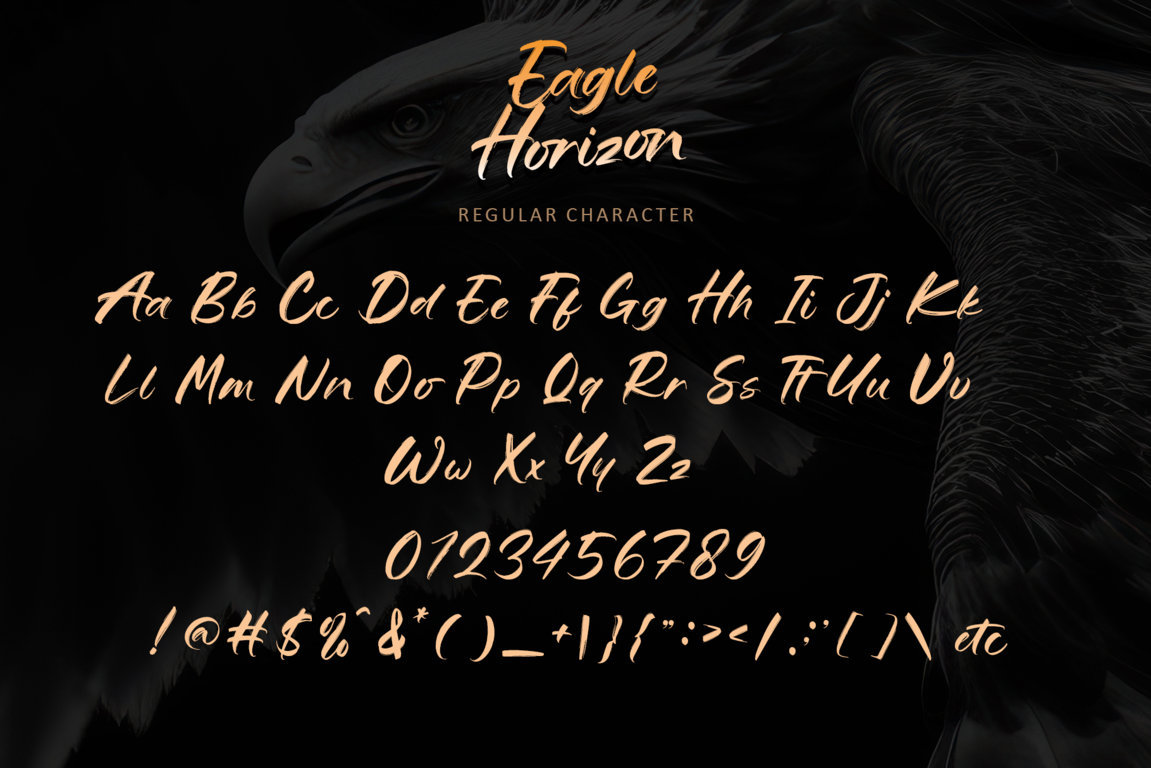 Eagle
Horizon
REGULAR CHARACTER
Aa Bb Cc Dd Ee Ff Gg Hh Ii Jj Kk
Ll Mm Nn Oo Pp Qq Rr Ss Tt Uu Vv
Ww Xx Yy Zz
0123456789
!@#$%^&*()_+|}{":></.;'[]\ etc